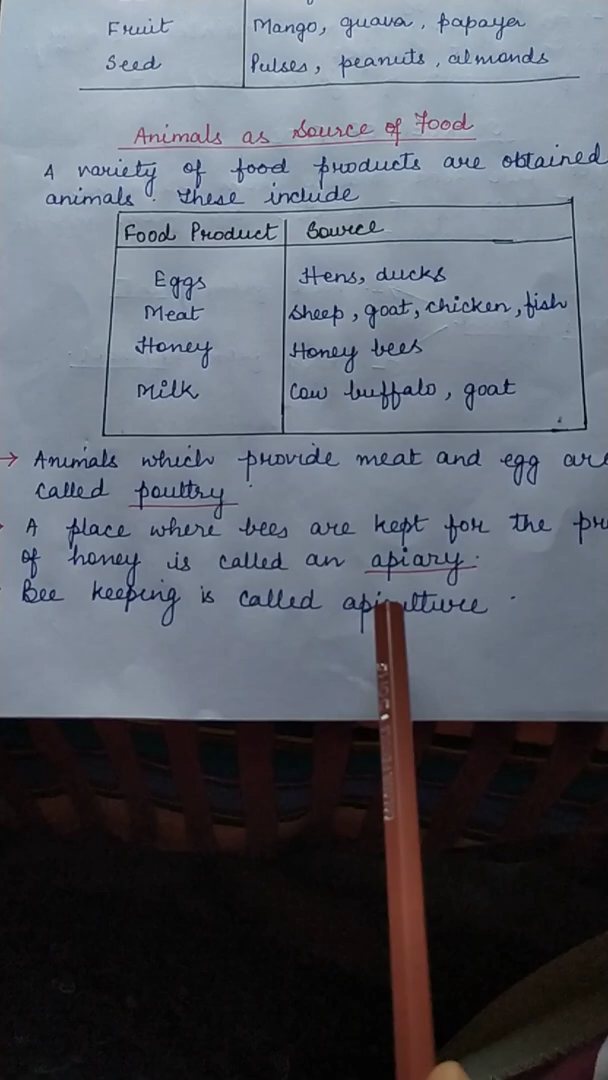 Fruit Mango, guava, papaya
Seed Pulses, peanuts, almonds
Animals as Source of Food
A variety of food products are obtained
animals. These include
Food Product Source
Eggs Hens, ducks
Meat Sheep, goat, chicken, fish
Honey Honey bees
Milk Cow buffalo, goat
→ Animals which provide meat and egg are
called poultry.
A place where bees are kept for the
of honey is called an apiary.
Bee keeping is called apiculture.